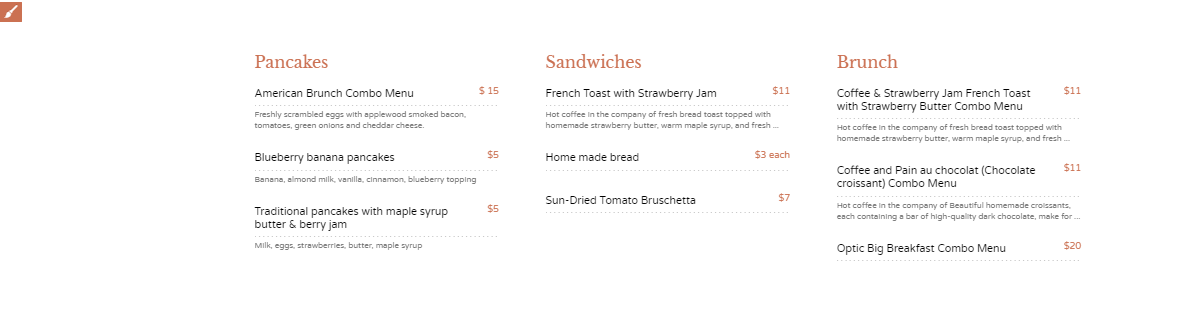 Pancakes
American Brunch Combo Menu $ 15
Freshly scrambled eggs with applewood smoked bacon,
tomatoes, green onions and cheddar cheese.
Blueberry banana pancakes $5
Banana, almond milk, vanilla, cinnamon, blueberry topping
Traditional pancakes with maple syrup $5
butter & berry jam
Milk, eggs, strawberries, butter, maple syrup
Sandwiches
French Toast with Strawberry Jam $11
Hot coffee in the company of fresh bread toast topped with
homemade strawberry butter, warm maple syrup, and fresh ...
Home made bread $3 each
Sun-Dried Tomato Bruschetta $7
Brunch
Coffee & Strawberry Jam French Toast $11
with Strawberry Butter Combo Menu
Hot coffee in the company of fresh bread toast topped with
homemade strawberry butter, warm maple syrup, and fresh ...
Coffee and Pain au chocolat (Chocolate $11
croissant) Combo Menu
Hot coffee in the company of Beautiful homemade croissants,
each containing a bar of high-quality dark chocolate, make for ...
Optic Big Breakfast Combo Menu $20